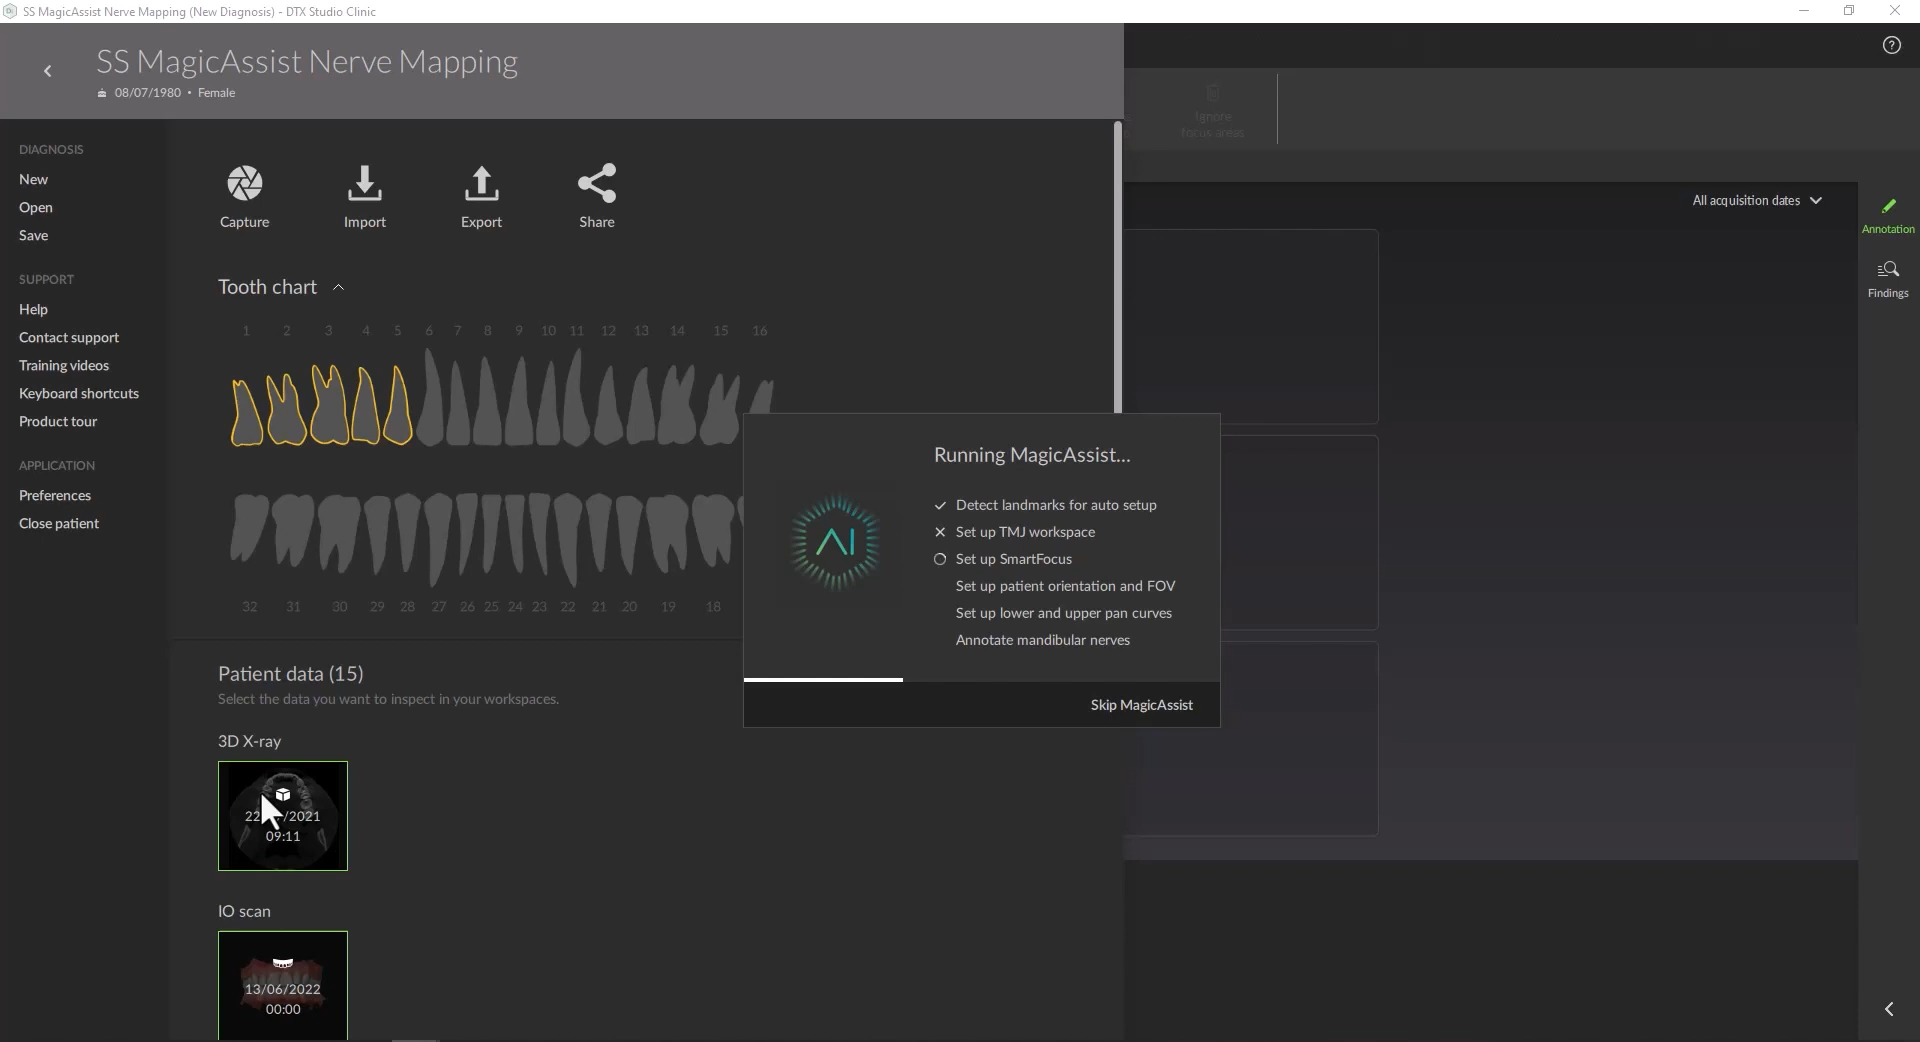 SS MagicAssist Nerve Mapping (New Diagnosis) - DTX Studio Clinic
SS MagicAssist Nerve Mapping
08/07/1980 • Female
DIAGNOSIS
New
Open
Save
SUPPORT
Help
Contact support
Training videos
Keyboard shortcuts
Product tour
APPLICATION
Preferences
Close patient
Capture
Import
Export
Share
Tooth chart
1 2 3 4 5 6 7 8 9 10 11 12 13 14 15 16
32 31 30 29 28 27 26 25 24 23 22 21 20 19 18
Patient data (15)
Select the data you want to inspect in your workspaces.
3D X-ray
/2021
09:11
IO scan
13/06/2022
00:00
AI
Running MagicAssist...
Detect landmarks for auto setup
Set up TMJ workspace
Set up SmartFocus
Set up patient orientation and FOV
Set up lower and upper pan curves
Annotate mandibular nerves
Skip MagicAssist
Ignore
focus areas
All acquisition dates
Annotation
Findings